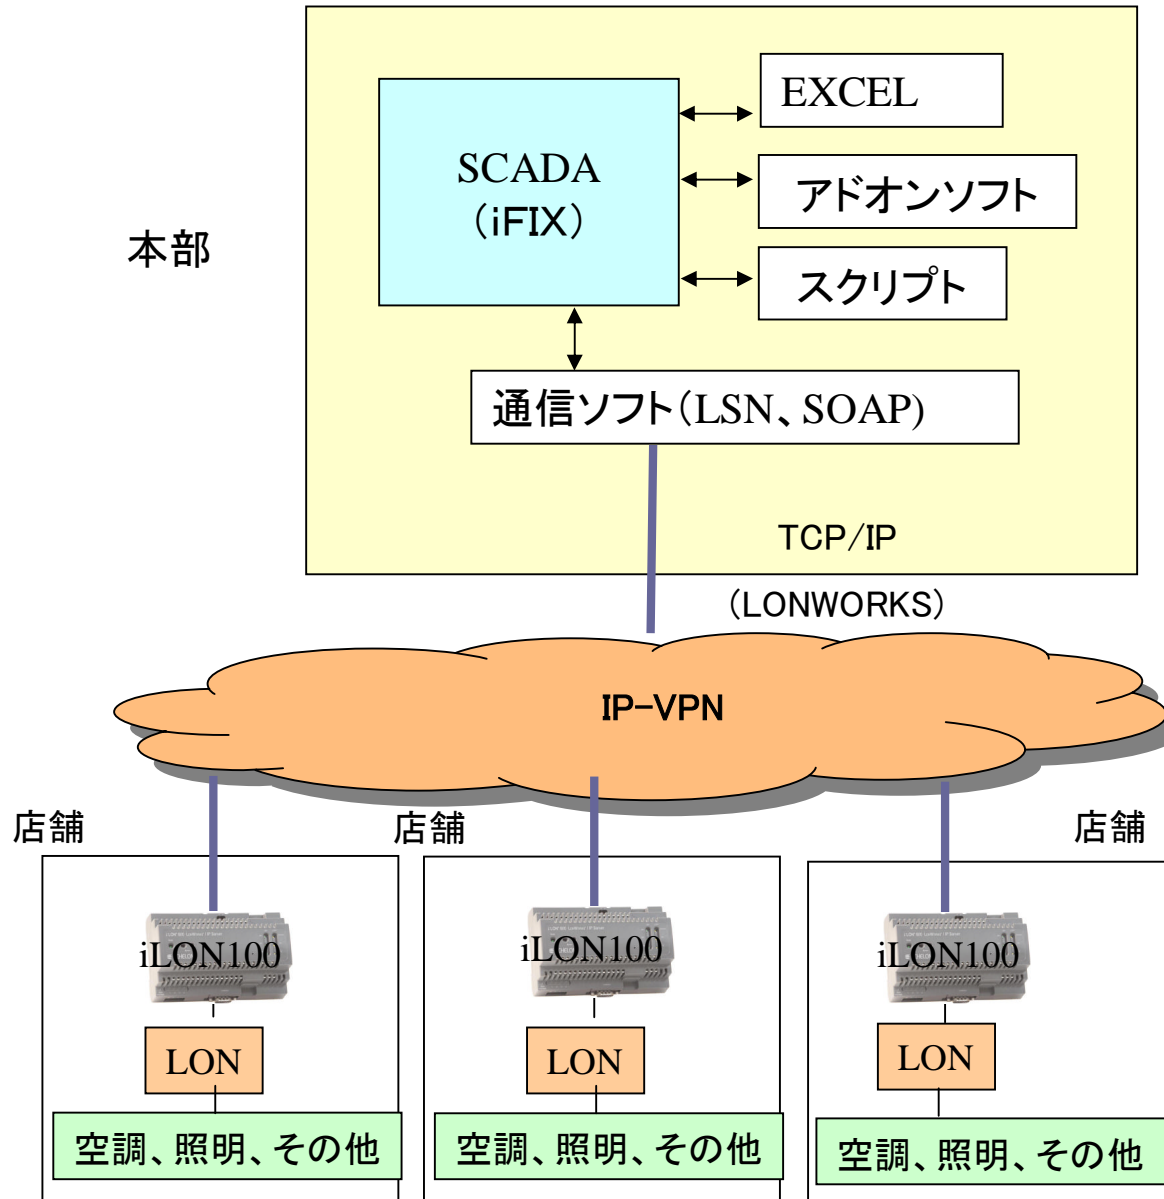 EXCEL
SCADA
(iFIX)
アドオンソフト
本部
スクリプト
通信ソフト(LSN、SOAP)
TCP/IP
(LONWORKS)
IP-VPN
店舗
店舗
店舗
iLON100
iLON100
iLON100
LON
LON
LON
空調、照明、その他
空調、照明、その他
空調、照明、その他